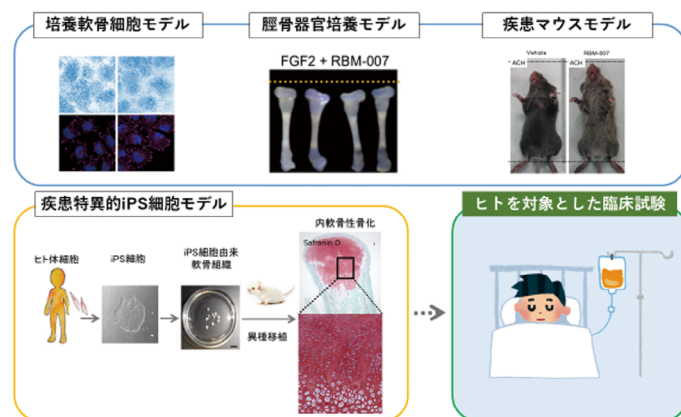 培養軟骨細胞モデル
脛骨器官培養モデル
疾患マウスモデル
FGF2 + RBM-007
Vehicle
RBM-007
* ACH
ACH
疾患特異的iPS細胞モデル
ヒトを対象とした臨床試験
ヒト体細胞
iPS細胞
iPS細胞由来
軟骨組織
異種移植
内軟骨性骨化
Safranin O